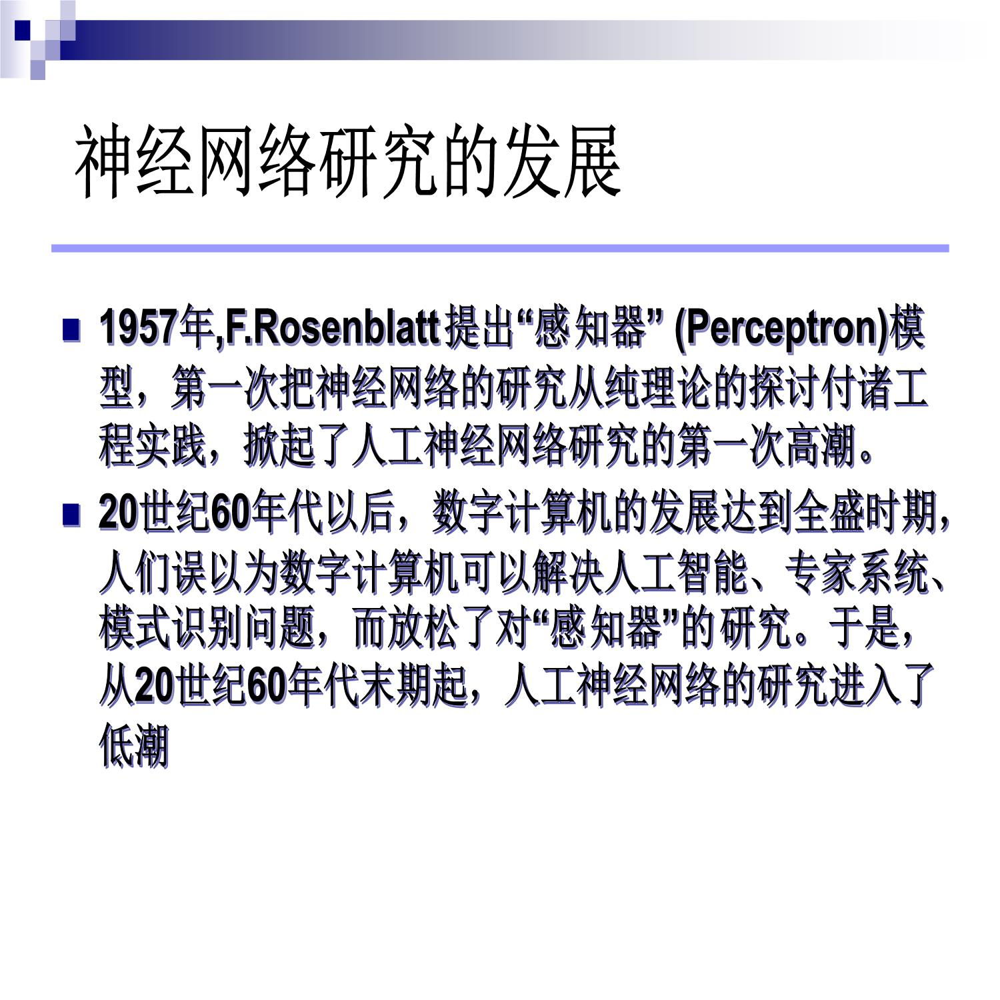 神经网络研究的发展
1957年,F.Rosenblatt提出“感知器” (Perceptron)模
型，第一次把神经网络的研究从纯理论的探讨付诸工
程实践，掀起了人工神经网络研究的第一次高潮。
20世纪60年代以后，数字计算机的发展达到全盛时期，
人们误以为数字计算机可以解决人工智能、专家系统、
模式识别问题，而放松了对“感知器”的研究。于是，
从20世纪60年代末期起，人工神经网络的研究进入了
低潮